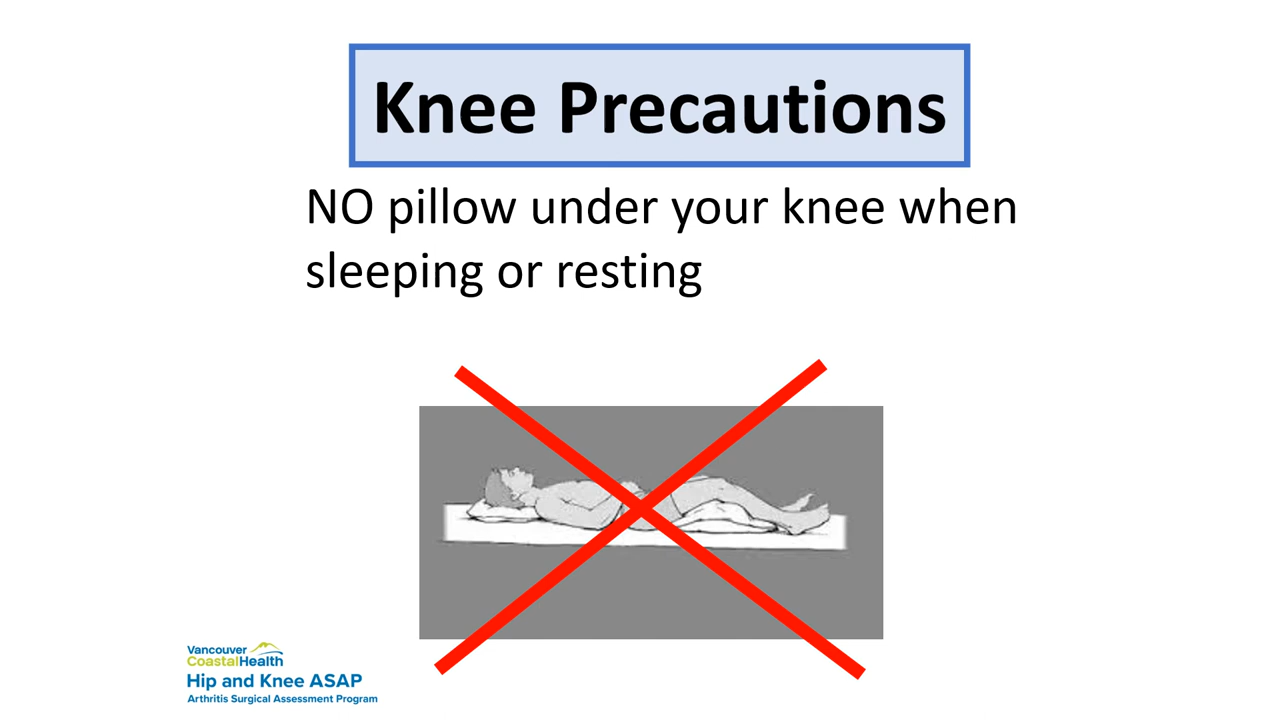 Knee Precautions
NO pillow under your knee when
sleeping or resting
Vancouver
CoastalHealth
Hip and Knee ASAP
Arthritis Surgical Assessment Program